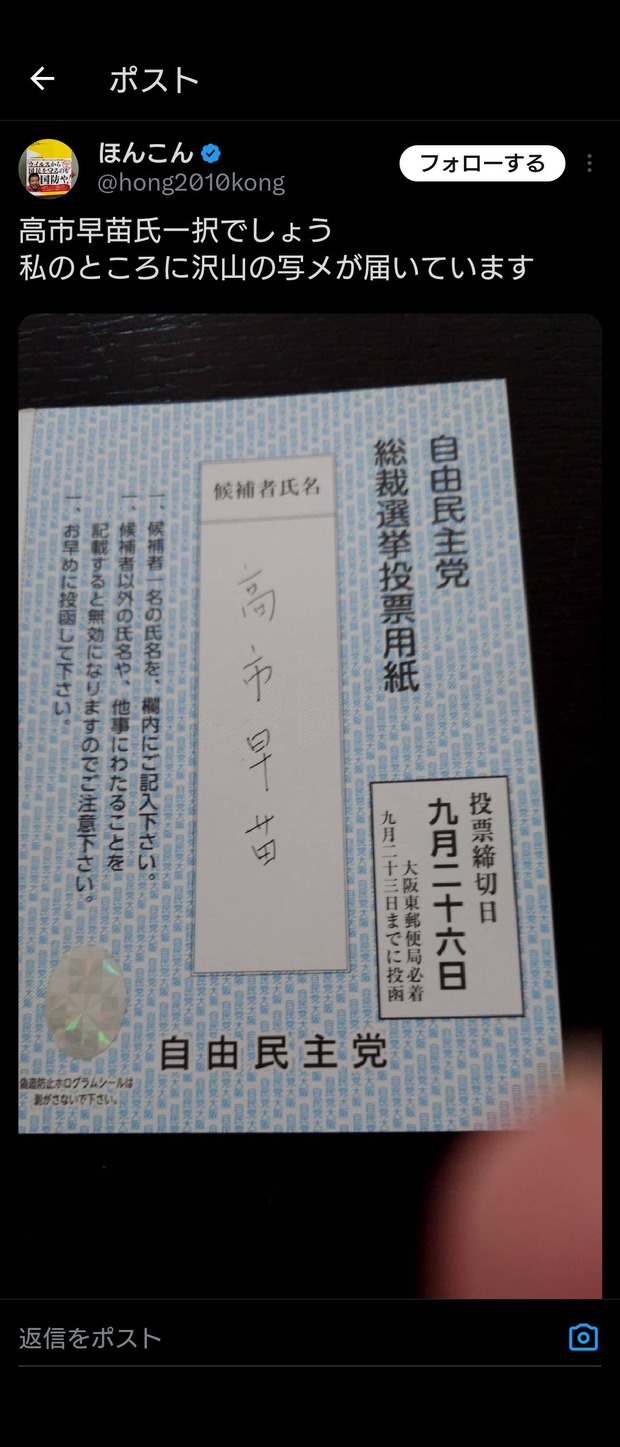 ポスト
ほんこん
フォローする
@hong2010kong
高市早苗氏一択でしょう
私のところに沢山の写メが届いています
自由民主党
総裁選挙投票用紙
投票締切日
九月二十六日
大阪東郵便局必着
九月二十三日までに投函
候補者氏名
高市早苗
一、候補者一名の氏名を、欄内にご記入下さい。
一、候補者以外の氏名や、他事にわたることを
記載すると無効になりますのでご注意下さい。
一、お早めに投函して下さい。
自由民主党
偽造防止ホログラムシールは
剥がさないで下さい。
返信をポスト